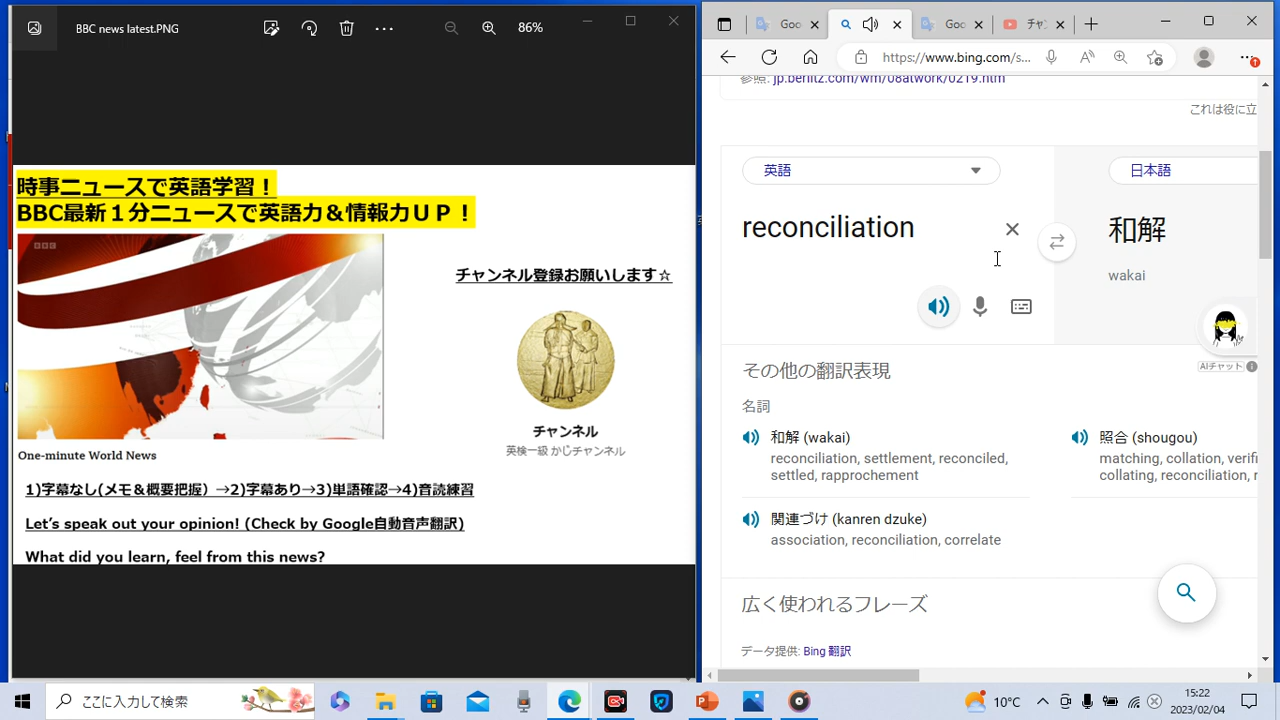 BBC news latest.PNG
86%
時事ニュースで英語学習！
BBC最新１分ニュースで英語力＆情報力ＵＰ！
BBC
チャンネル登録お願いします☆
チャンネル
英検一級 かじチャンネル
One-minute World News
1)字幕なし(メモ＆概要把握）→2)字幕あり→3)単語確認→4)音読練習
Let's speak out your opinion! (Check by Google自動音声翻訳)
What did you learn, feel from this news?
Goo
Goo
チャン
https://www.bing.com/s...
参照: jp.benitz.com/wm/08atwork/0219.htm
これは役に立
英語
日本語
reconciliation
和解
wakai
AIチャット
その他の翻訳表現
名詞
和解 (wakai)
reconciliation, settlement, reconciled,
settled, rapprochement
照合 (shougou)
matching, collation, verifi
collating, reconciliation, r
関連づけ (kanren dzuke)
association, reconciliation, correlate
広く使われるフレーズ
データ提供: Bing 翻訳
ここに入力して検索
10°C
15:22
2023/02/04